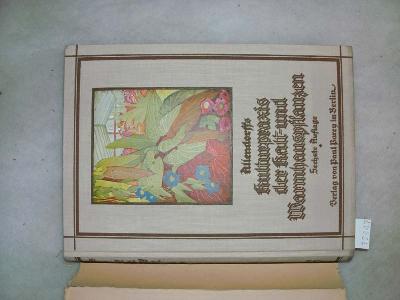 Allendorffs
Kulturpraxis
der Kalt- und
Warmhauspflanzen
Sechste Auflage
Verlag von Paul Parey in Berlin